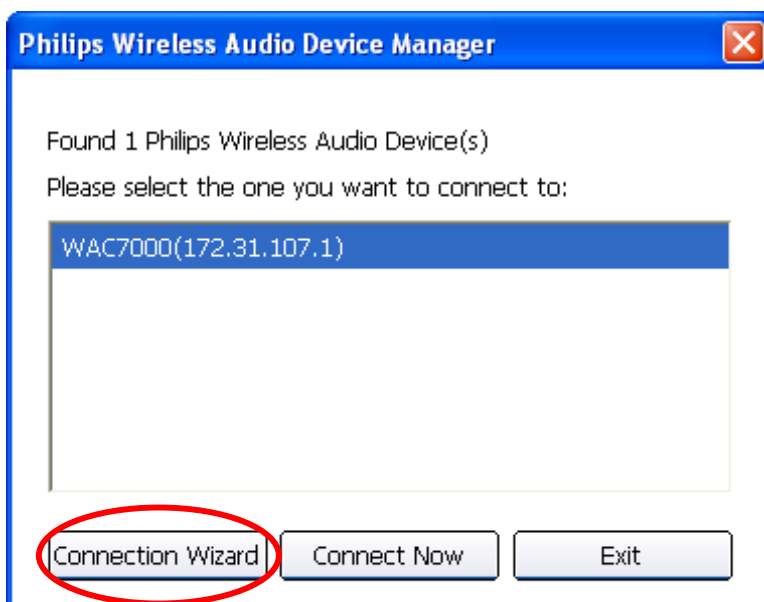 Philips Wireless Audio Device Manager
Found 1 Philips Wireless Audio Device(s)
Please select the one you want to connect to:
WAC7000(172.31.107.1)
Connection Wizard Connect Now Exit